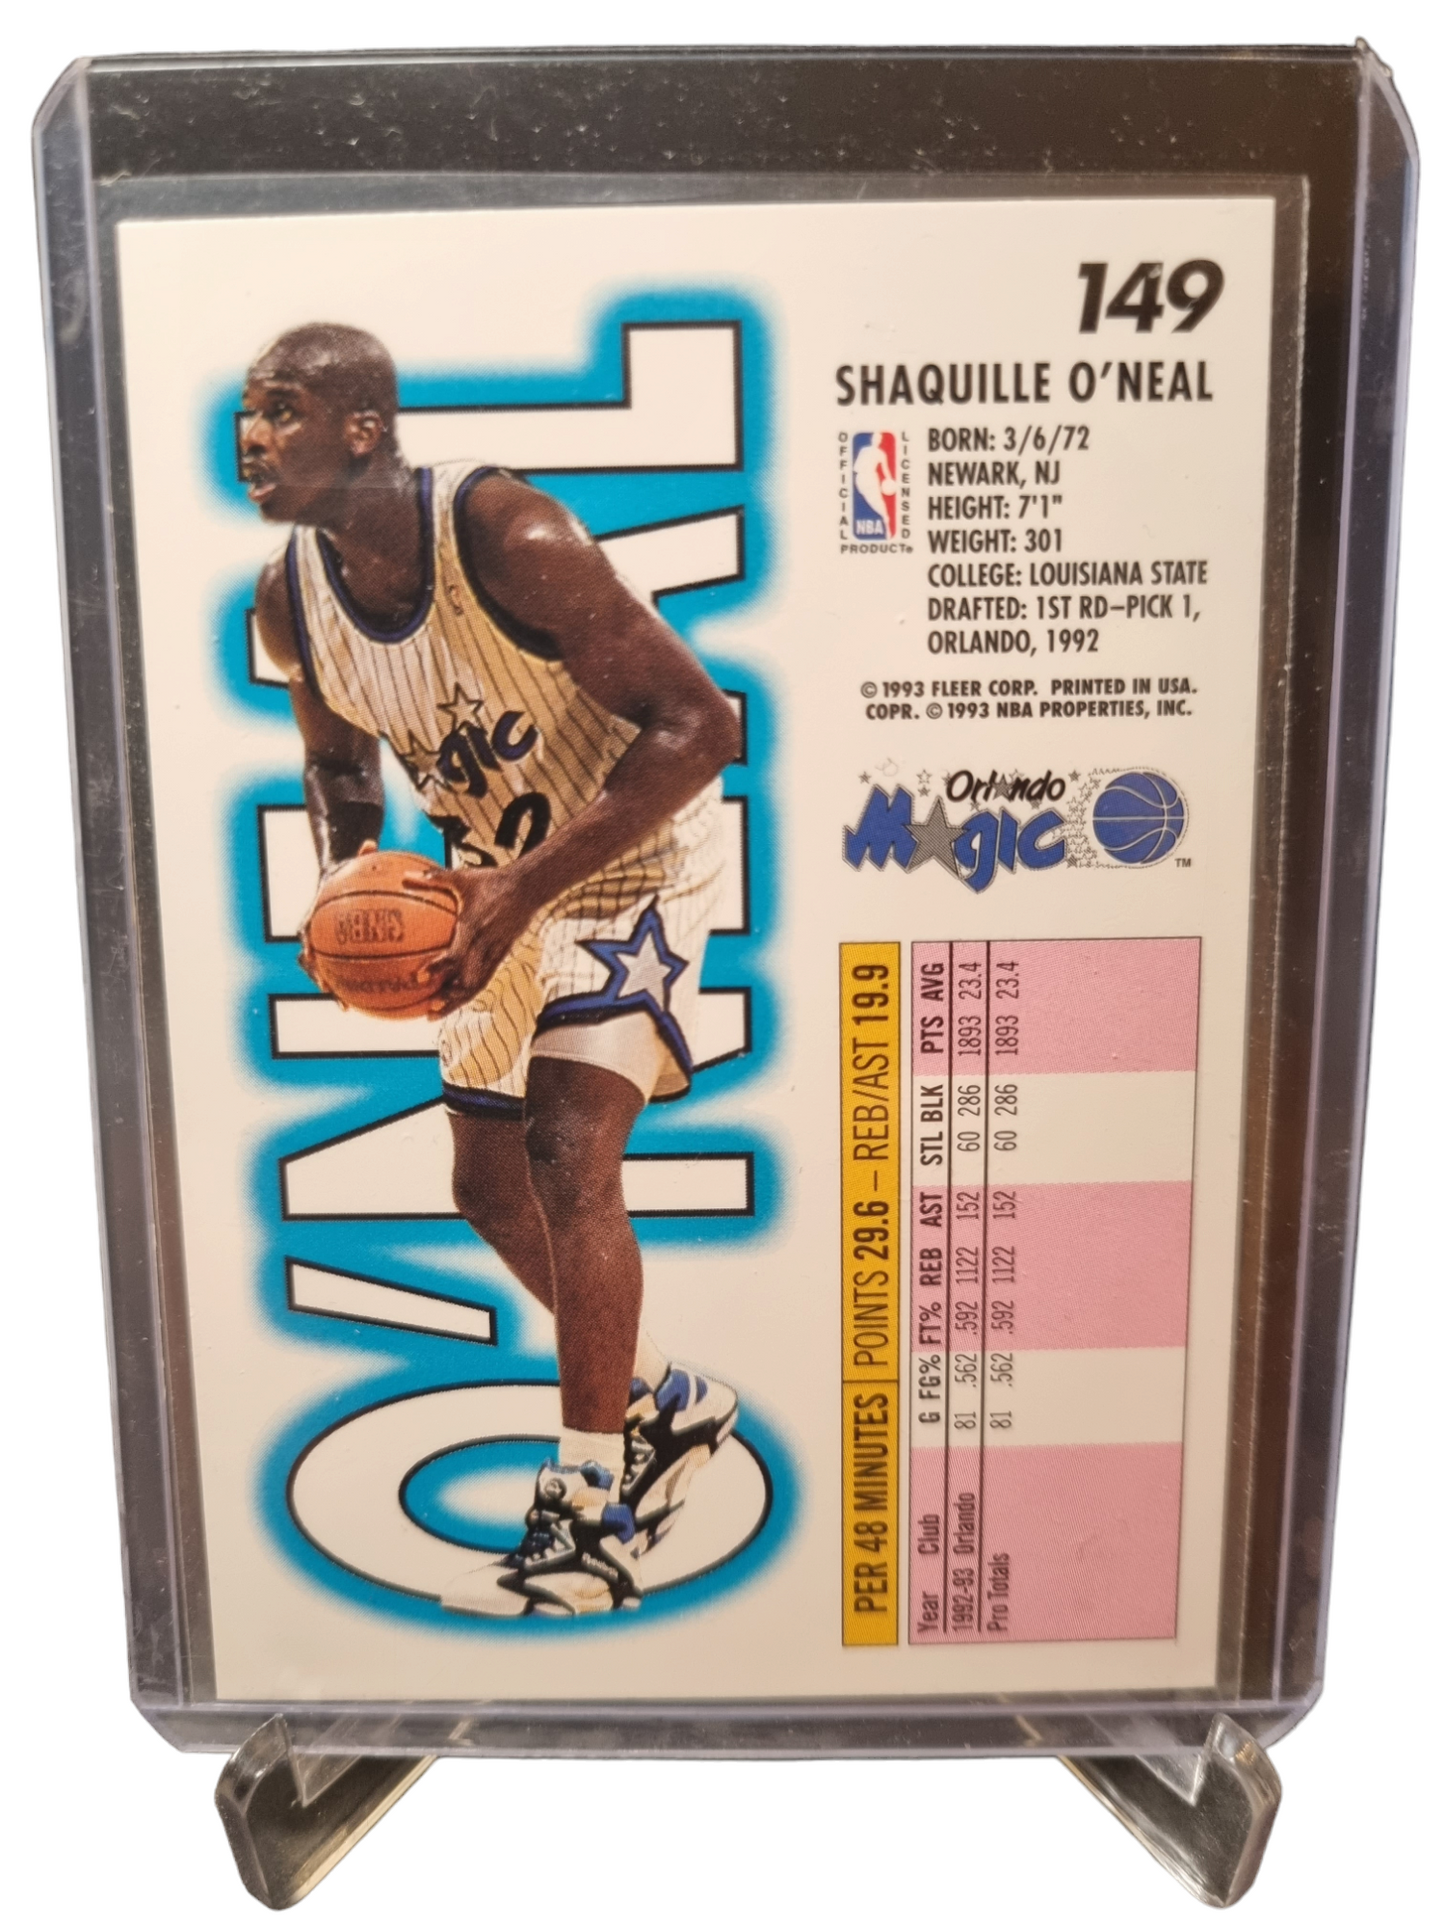 149
SHAQUILLE O'NEAL
OFFICIAL LICENSED
NBA
PRODUCT®
BORN: 3/6/72
NEWARK, NJ
HEIGHT: 7'1"
WEIGHT: 301
COLLEGE: LOUISIANA STATE
DRAFTED: 1ST RD–PICK 1,
ORLANDO, 1992
© 1993 FLEER CORP. PRINTED IN USA.
COPR. © 1993 NBA PROPERTIES, INC.
Orlando
Magic
TM
O'NEAL
Magic
32
PER 48 MINUTES | POINTS 29.6 – REB/AST 19.9
Year Club G FG% FT% REB AST STL BLK PTS AVG
1992-93 Orlando 81 .562 .592 1122 152 60 286 1893 23.4
Pro Totals 81 .562 .592 1122 152 60 286 1893 23.4